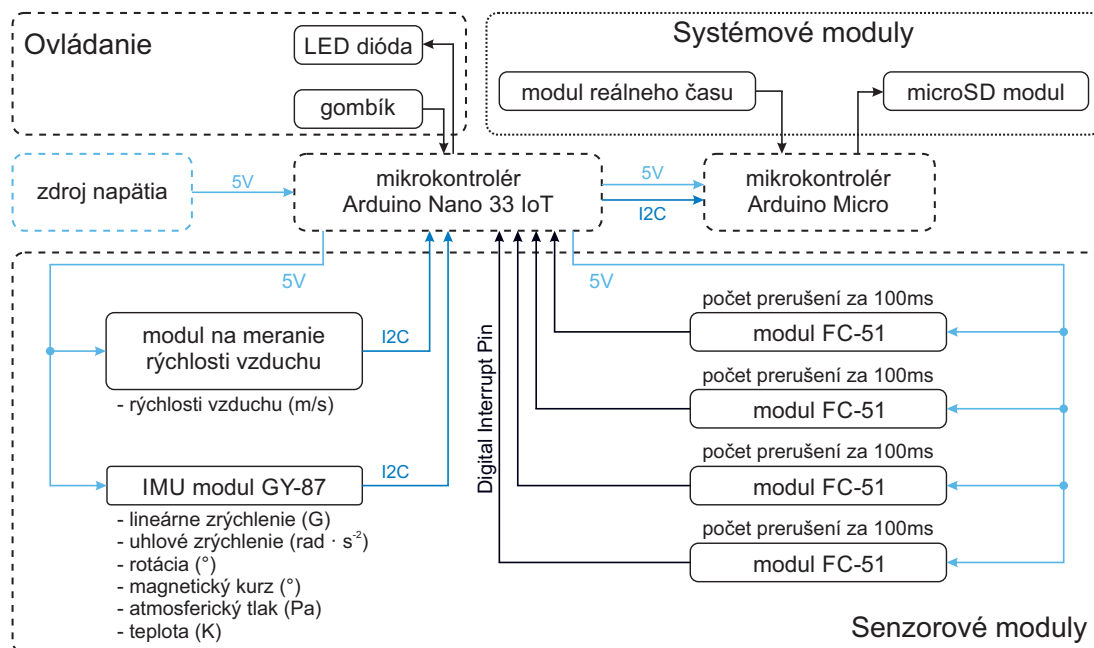 Ovládanie
LED dióda
gombík
Systémové moduly
modul reálneho času
microSD modul
zdroj napätia
5V
mikrokontrolér
Arduino Nano 33 IoT
5V
I2C
mikrokontrolér
Arduino Micro
5V
5V
modul na meranie
rýchlosti vzduchu
I2C
- rýchlosti vzduchu (m/s)
IMU modul GY-87
I2C
- lineárne zrýchlenie (G)
- uhlové zrýchlenie (rad · s⁻²)
- rotácia (°)
- magnetický kurz (°)
- atmosferický tlak (Pa)
- teplota (K)
Digital Interrupt Pin
počet prerušení za 100ms
modul FC-51
počet prerušení za 100ms
modul FC-51
počet prerušení za 100ms
modul FC-51
počet prerušení za 100ms
modul FC-51
Senzorové moduly